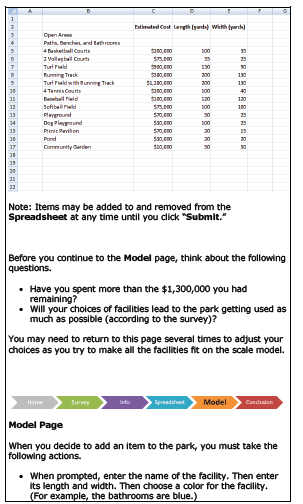 A B C D E F G
1
2 Estimated Cost Length (yards) Width (yards)
3 Open Areas
4 Paths, Benches, and Bathrooms
5 4 Basketball Courts $200,000 100 35
6 2 Volleyball Courts $75,000 35 25
7 Turf Field $900,000 130 90
8 Running Track $380,000 200 130
9 Turf Field with Running Track $1,280,000 200 130
10 4 Tennis Courts $200,000 100 40
11 Baseball Field $100,000 120 120
12 Softball Field $75,000 100 100
13 Playground $70,000 50 25
14 Dog Playground $30,000 100 25
15 Picnic Pavilion $70,000 20 15
16 Pond $30,000 20 20
17 Community Garden $10,000 50 50
18
19
20
21
22
Note: Items may be added to and removed from the
Spreadsheet at any time until you click "Submit."
Before you continue to the Model page, think about the following
questions.
• Have you spent more than the $1,300,000 you had
remaining?
• Will your choices of facilities lead to the park getting used as
much as possible (according to the survey)?
You may need to return to this page several times to adjust your
choices as you try to make all the facilities fit on the scale model.
Home Survey Info Spreadsheet Model Conclusion
Model Page
When you decide to add an item to the park, you must take the
following actions.
• When prompted, enter the name of the facility. Then enter
its length and width. Then choose a color for the facility.
(For example, the bathrooms are blue.)